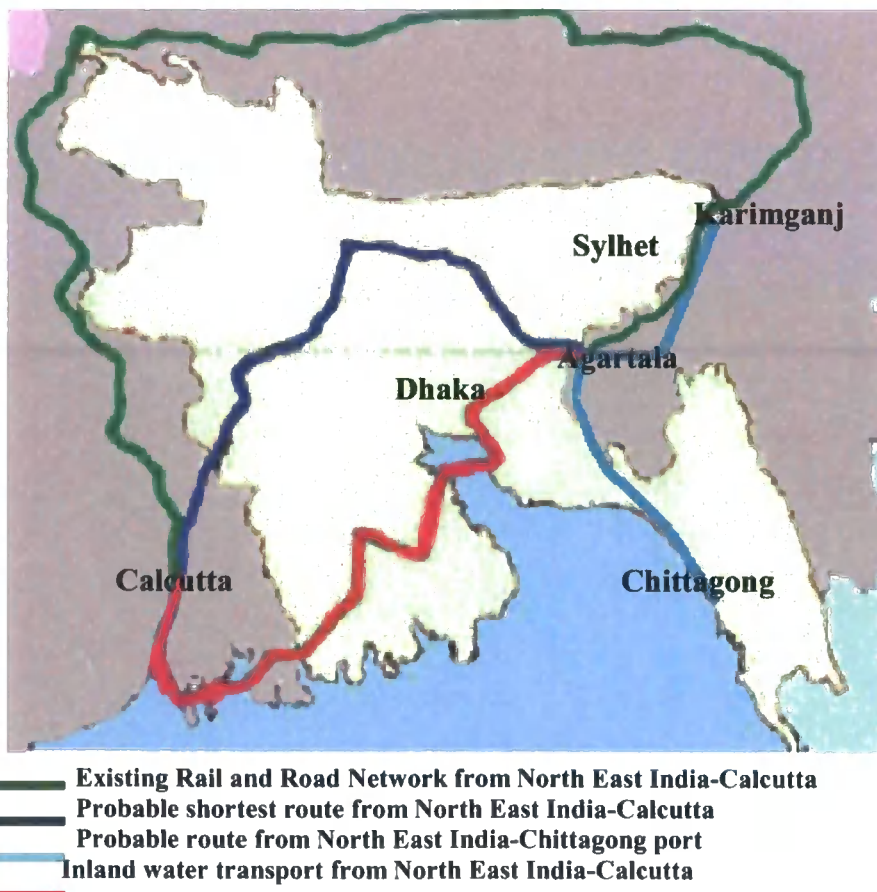 Karimganj
Sylhet
Agartala
Dhaka
Calcutta
Chittagong
Existing Rail and Road Network from North East India-Calcutta
Probable shortest route from North East India-Calcutta
Probable route from North East India-Chittagong port
Inland water transport from North East India-Calcutta